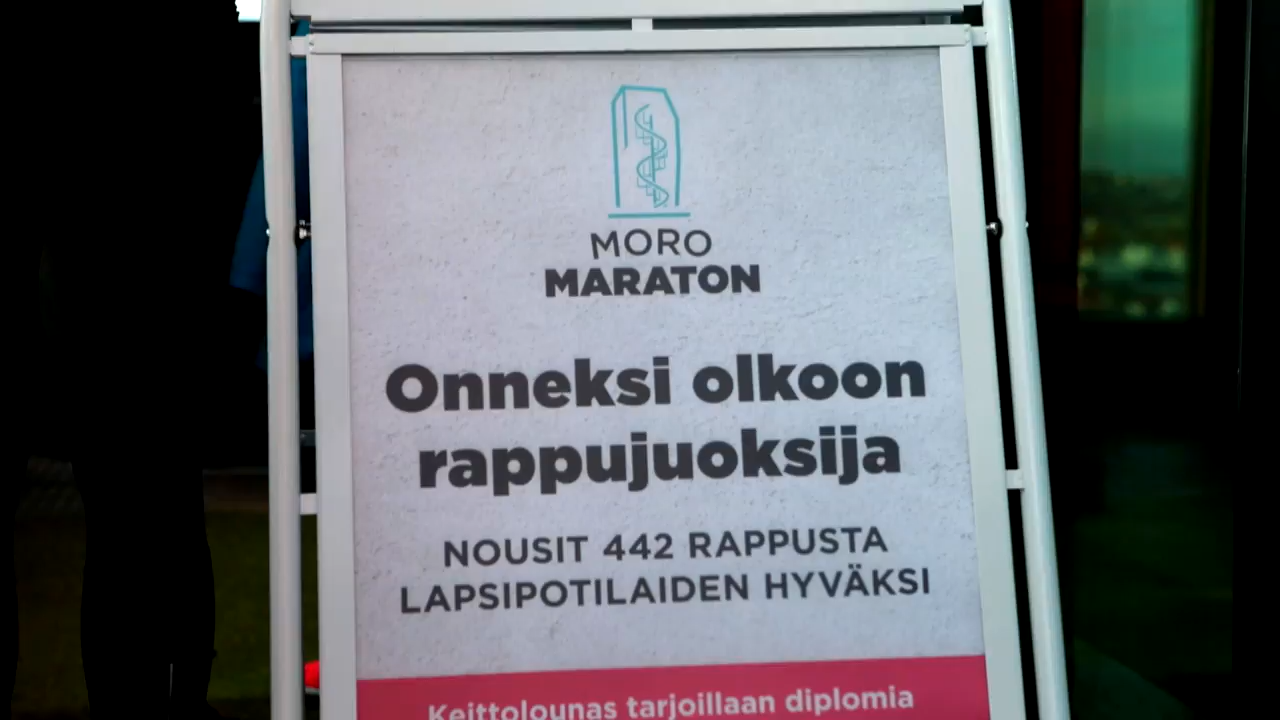 MORO
MARATON
Onneksi olkoon
rappujuoksija
NOUSIT 442 RAPPUSTA
LAPSIPOTILAIDEN HYVÄKSI
Keittolounas tarjoillaan diplomia